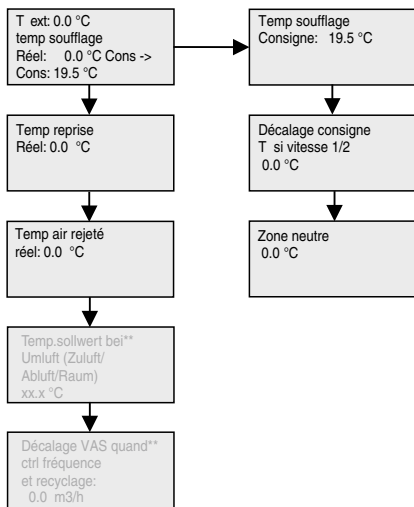 T ext: 0.0 °C
temp soufflage
Réel: 0.0 °C Cons ->
Cons: 19.5 °C
Temp soufflage
Consigne: 19.5 °C
Temp reprise
Réel: 0.0 °C
Décalage consigne
T si vitesse 1/2
0.0 °C
Temp air rejeté
réel: 0.0 °C
Zone neutre
0.0 °C
Temp.sollwert bei**
Umluft (Zuluft/
Abluft/Raum)
xx.x °C
Décalage VAS quand**
ctrl fréquence
et recyclage:
0.0 m3/h